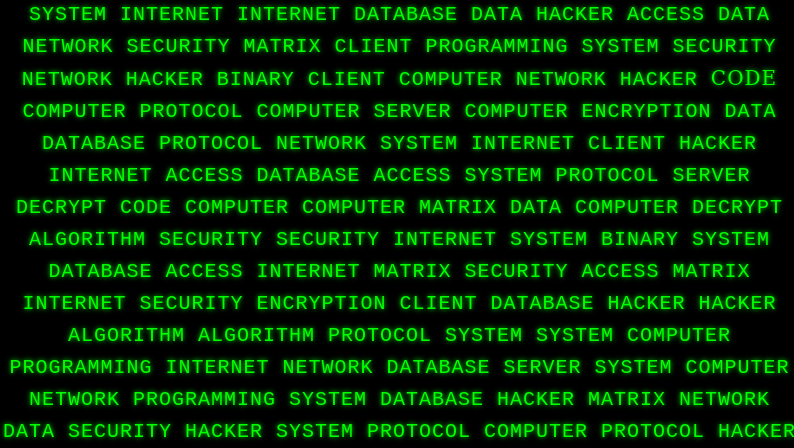 SYSTEM INTERNET INTERNET DATABASE DATA HACKER ACCESS DATA
NETWORK SECURITY MATRIX CLIENT PROGRAMMING SYSTEM SECURITY
NETWORK HACKER BINARY CLIENT COMPUTER NETWORK HACKER CODE
COMPUTER PROTOCOL COMPUTER SERVER COMPUTER ENCRYPTION DATA
DATABASE PROTOCOL NETWORK SYSTEM INTERNET CLIENT HACKER
INTERNET ACCESS DATABASE ACCESS SYSTEM PROTOCOL SERVER
DECRYPT CODE COMPUTER COMPUTER MATRIX DATA COMPUTER DECRYPT
ALGORITHM SECURITY SECURITY INTERNET SYSTEM BINARY SYSTEM
DATABASE ACCESS INTERNET MATRIX SECURITY ACCESS MATRIX
INTERNET SECURITY ENCRYPTION CLIENT DATABASE HACKER HACKER
ALGORITHM ALGORITHM PROTOCOL SYSTEM SYSTEM COMPUTER
PROGRAMMING INTERNET NETWORK DATABASE SERVER SYSTEM COMPUTER
NETWORK PROGRAMMING SYSTEM DATABASE HACKER MATRIX NETWORK
DATA SECURITY HACKER SYSTEM PROTOCOL COMPUTER PROTOCOL HACKER